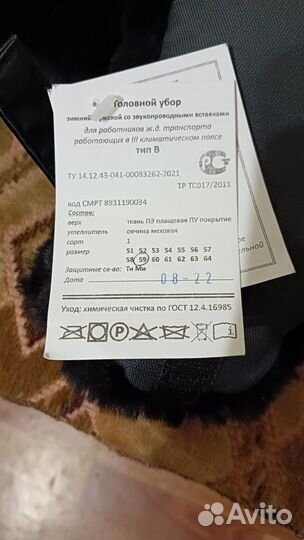 Головной убор
зимний мужской со звукопроводными вставками
для работников ж.д. транспорта
работающих в III климатическом поясе
тип В
ТУ 14.12.43-041-00083262-2021
ТР ТС017/2011
код СМРТ 8931190034
Состав:
верх ткань ПЭ плащевая ПУ покрытие
утеплитель овчина меховая
сорт 1
размер 51 52 53 54 55 56 57
58 59 60 61 62 63 64
Защитные св-ва: Тн Ми
Дата 08-22
Уход: химическая чистка по ГОСТ 12.4.16985
P
i
Avito